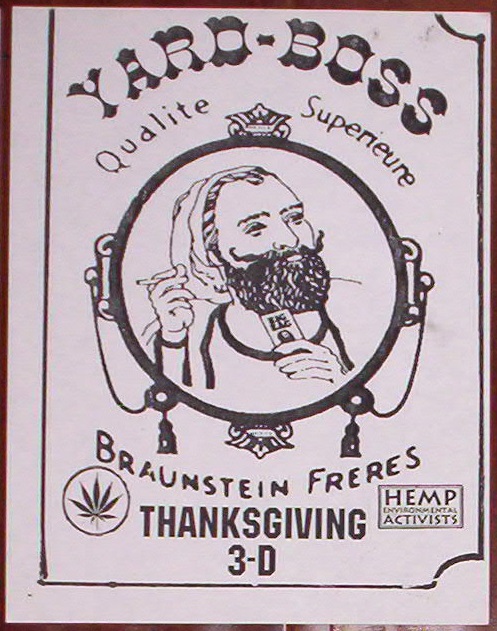 YARD-BOSS
Qualite Superieure
BRAUNSTEIN FRERES
THANKSGIVING
3-D
HEMP
ENVIRONMENTAL
ACTIVISTS